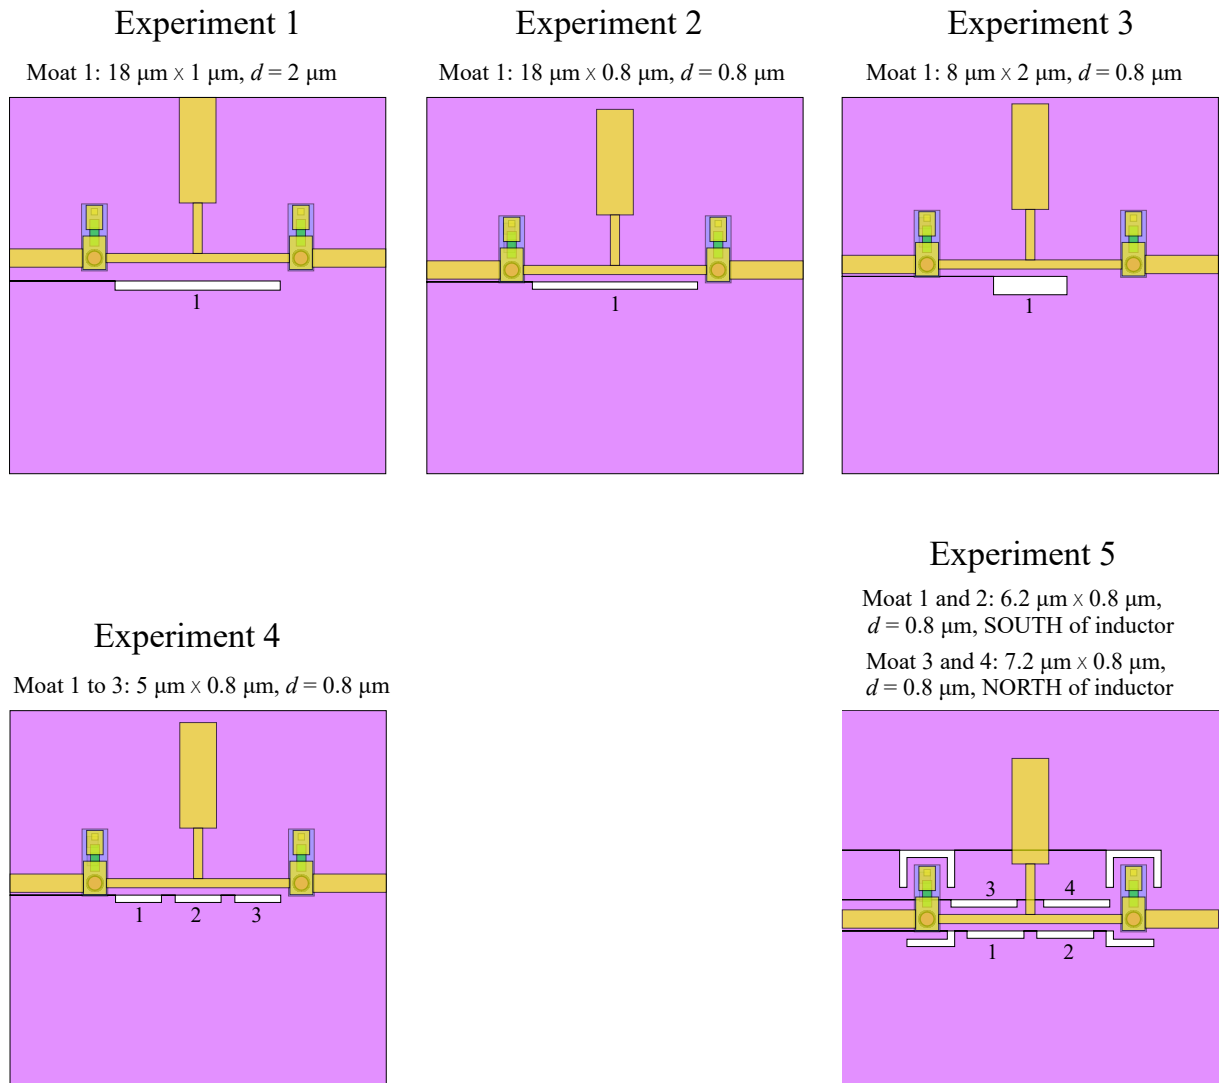 Experiment 1
Moat 1: 18 μm × 1 μm, d = 2 μm
1
Experiment 2
Moat 1: 18 μm × 0.8 μm, d = 0.8 μm
1
Experiment 3
Moat 1: 8 μm × 2 μm, d = 0.8 μm
1
Experiment 4
Moat 1 to 3: 5 μm × 0.8 μm, d = 0.8 μm
1 2 3
Experiment 5
Moat 1 and 2: 6.2 μm × 0.8 μm,
d = 0.8 μm, SOUTH of inductor
Moat 3 and 4: 7.2 μm × 0.8 μm,
d = 0.8 μm, NORTH of inductor
3 4
1 2